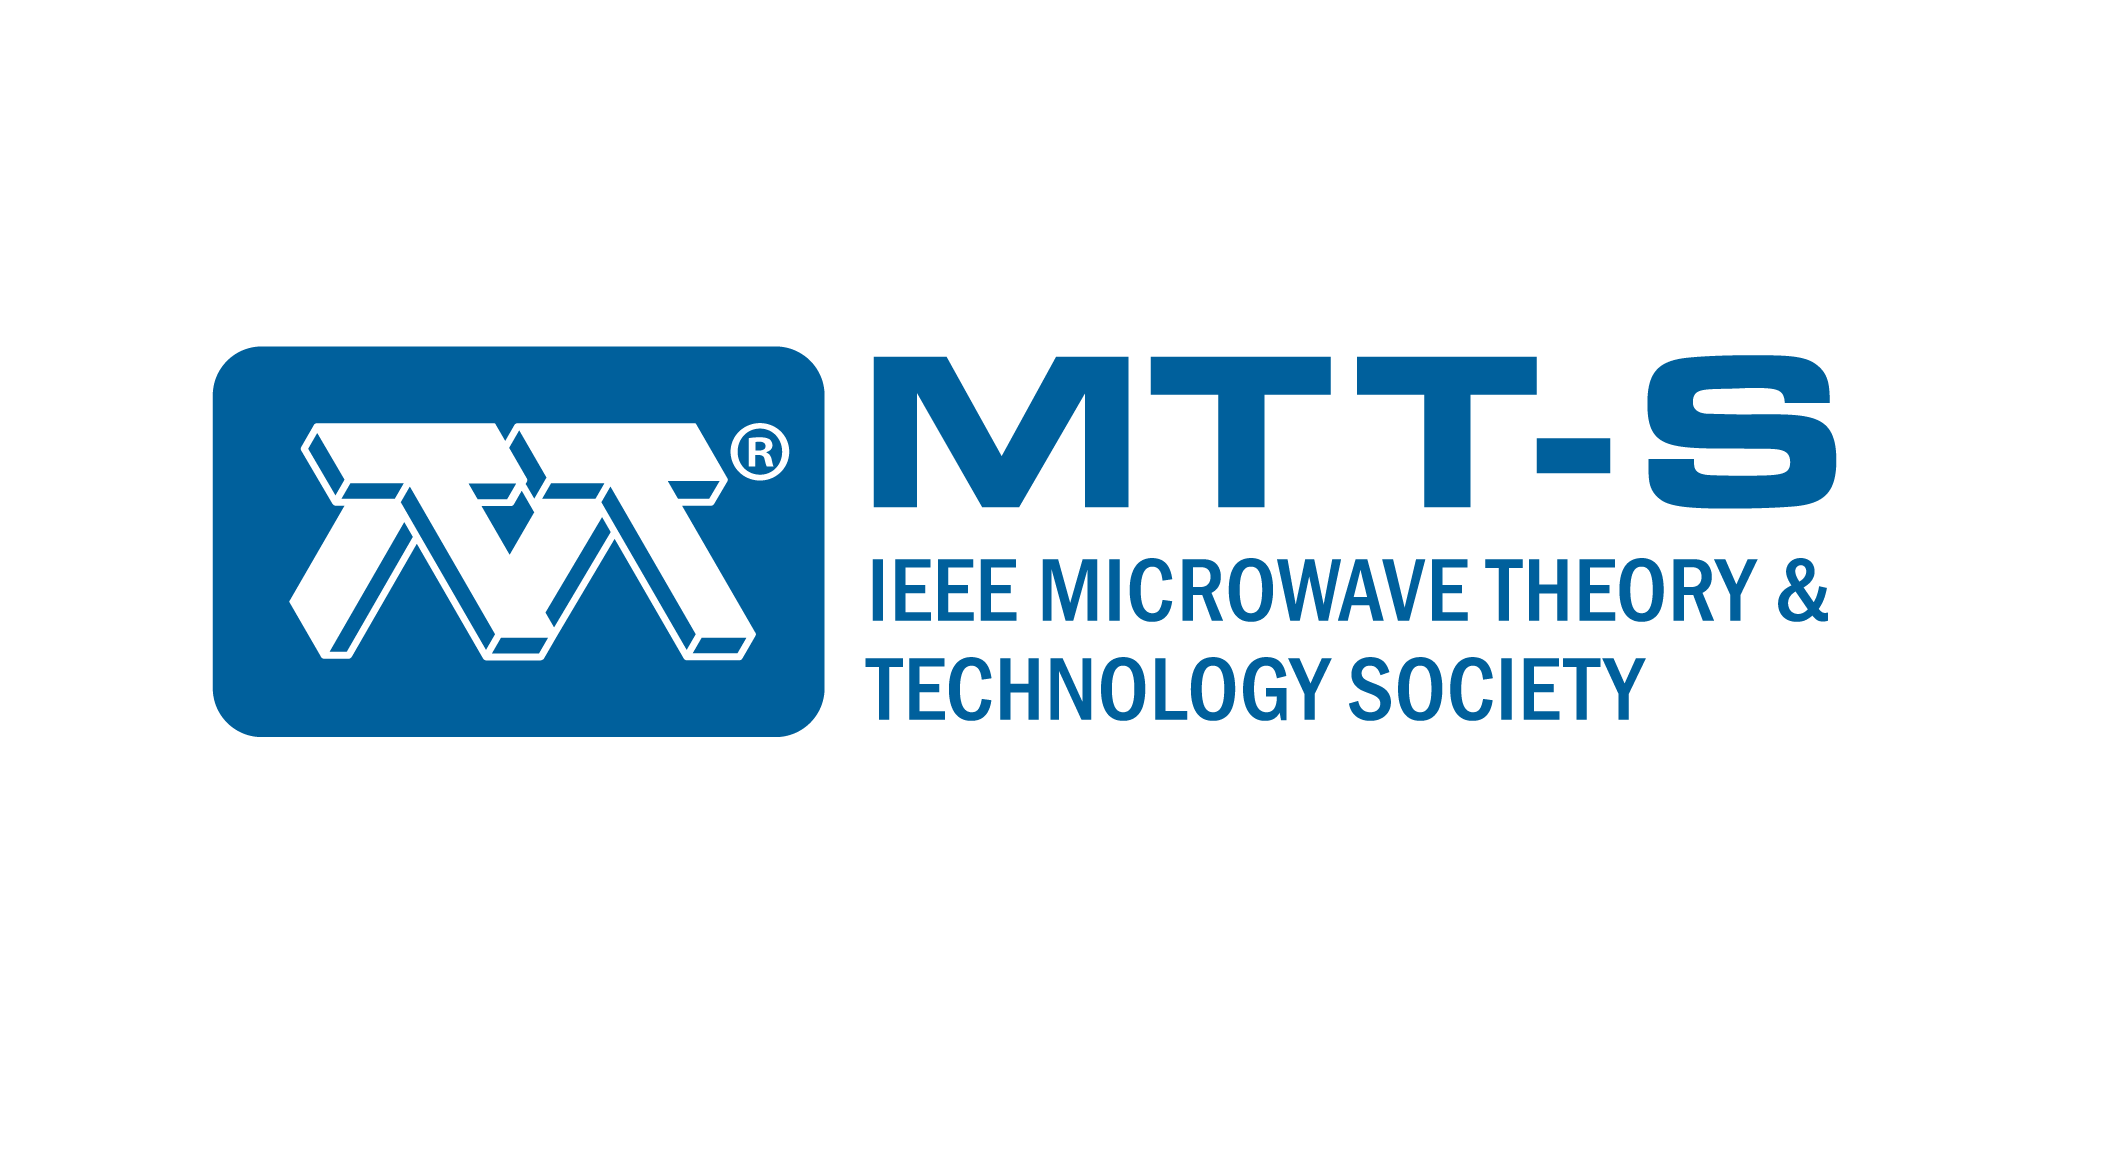 ®
MTT-S
IEEE MICROWAVE THEORY &
TECHNOLOGY SOCIETY